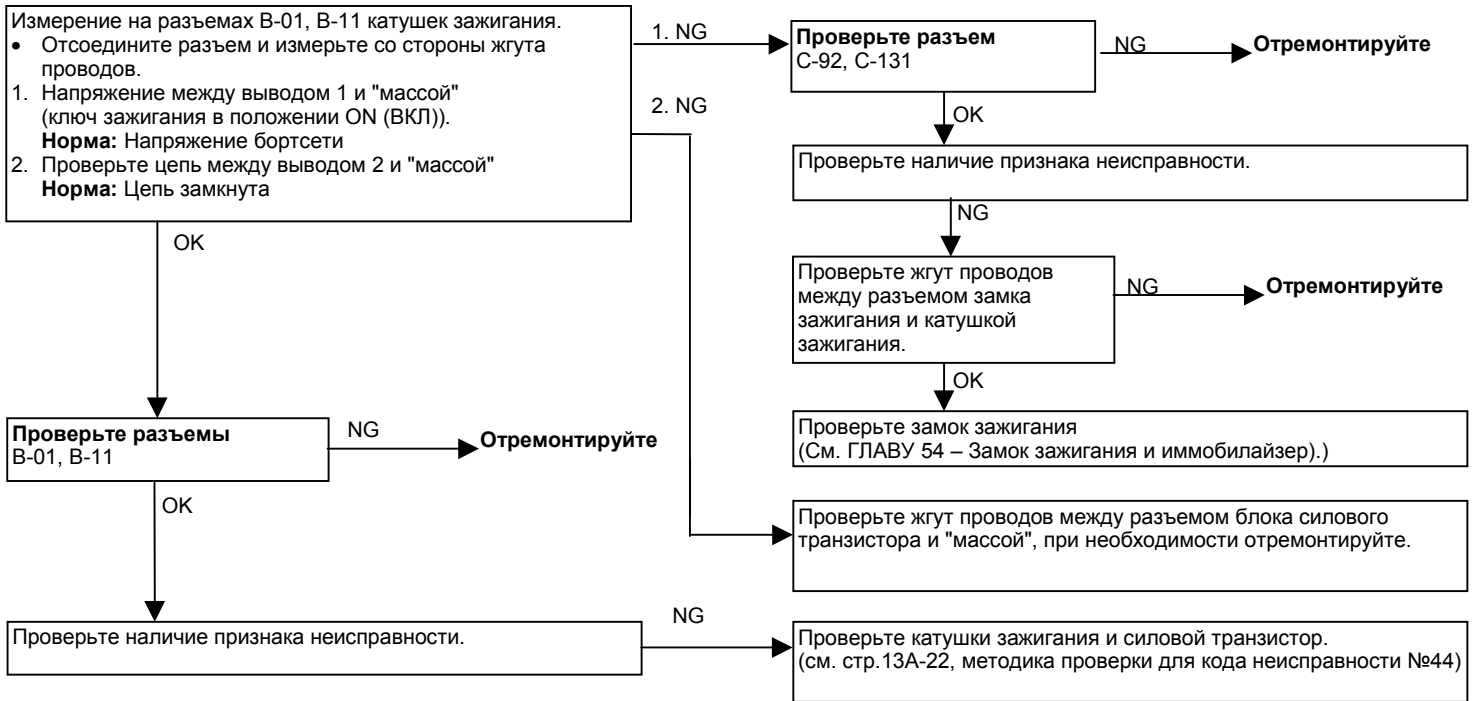 Измерение на разъемах B-01, B-11 катушек зажигания.
• Отсоедините разъем и измерьте со стороны жгута
проводов.
1. Напряжение между выводом 1 и "массой"
(ключ зажигания в положении ON (ВКЛ)).
Норма: Напряжение бортсети
2. Проверьте цепь между выводом 2 и "массой"
Норма: Цепь замкнута
1. NG
Проверьте разъем
C-92, C-131
NG
Отремонтируйте
2. NG
OK
Проверьте наличие признака неисправности.
NG
OK
Проверьте жгут проводов
между разъемом замка
зажигания и катушкой
зажигания.
NG
Отремонтируйте
OK
Проверьте замок зажигания
(См. ГЛАВУ 54 – Замок зажигания и иммобилайзер).)
Проверьте разъемы
B-01, B-11
NG
Отремонтируйте
OK
Проверьте жгут проводов между разъемом блока силового
транзистора и "массой", при необходимости отремонтируйте.
Проверьте наличие признака неисправности.
NG
Проверьте катушки зажигания и силовой транзистор.
(см. стр.13А-22, методика проверки для кода неисправности №44)